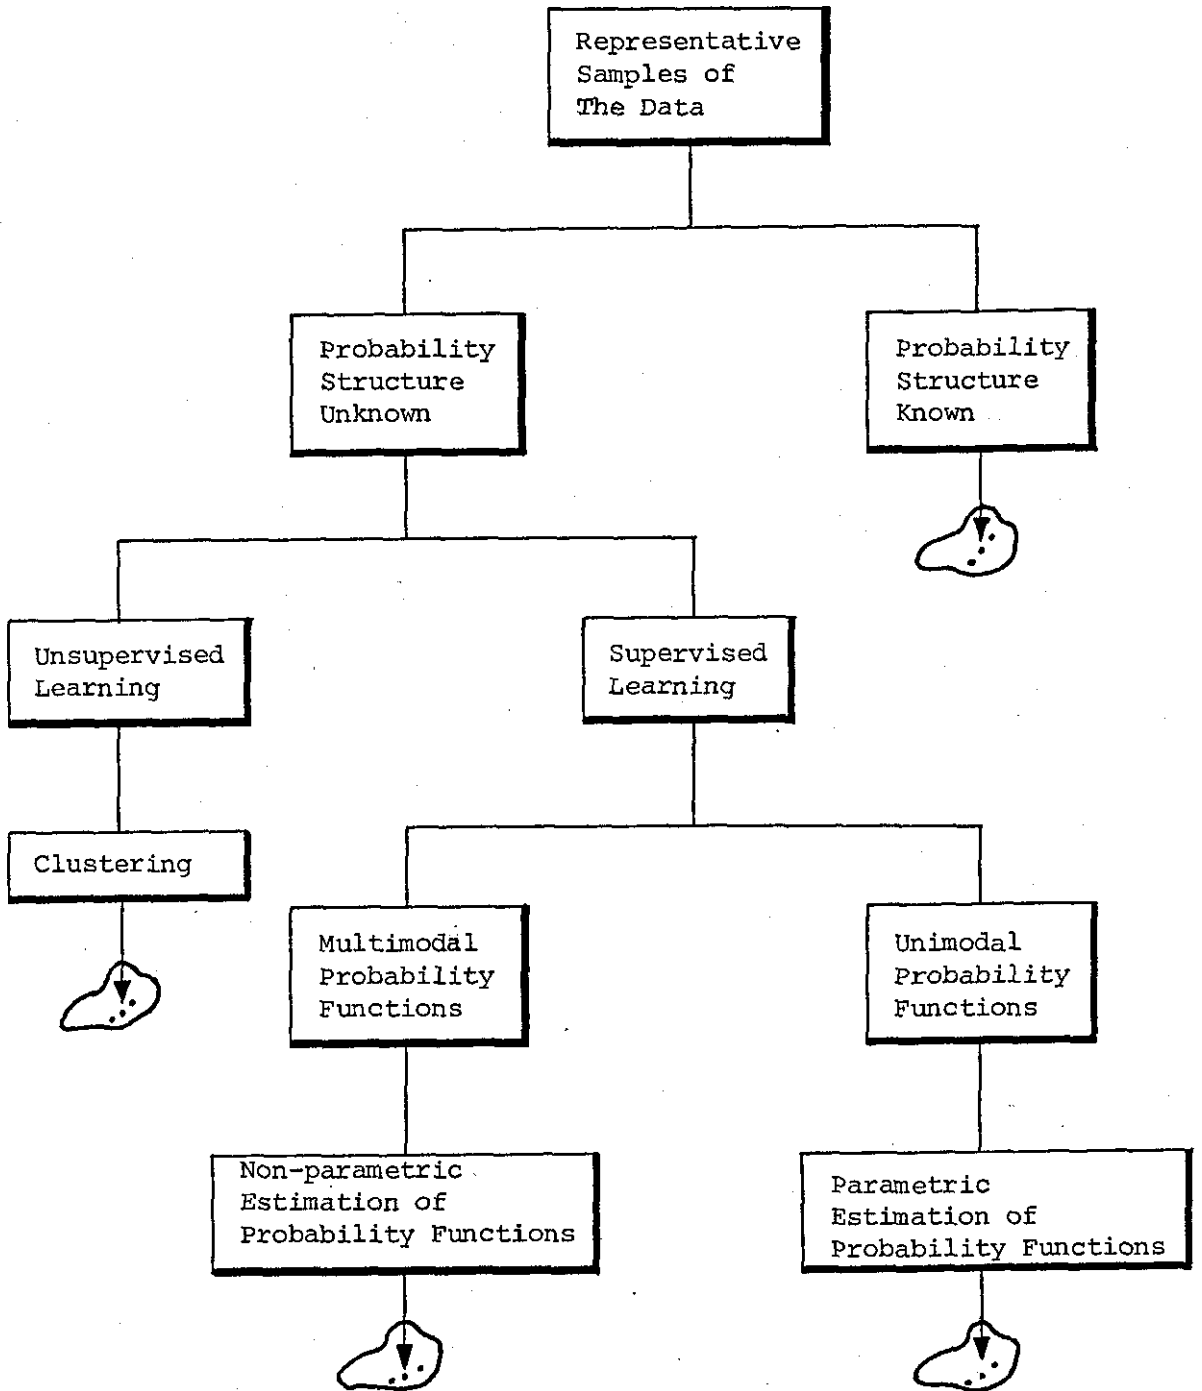 Representative
Samples of
The Data
Probability
Structure
Unknown
Probability
Structure
Known
Unsupervised
Learning
Supervised
Learning
Clustering
Multimodal
Probability
Functions
Unimodal
Probability
Functions
Non-parametric
Estimation of
Probability Functions
Parametric
Estimation of
Probability Functions